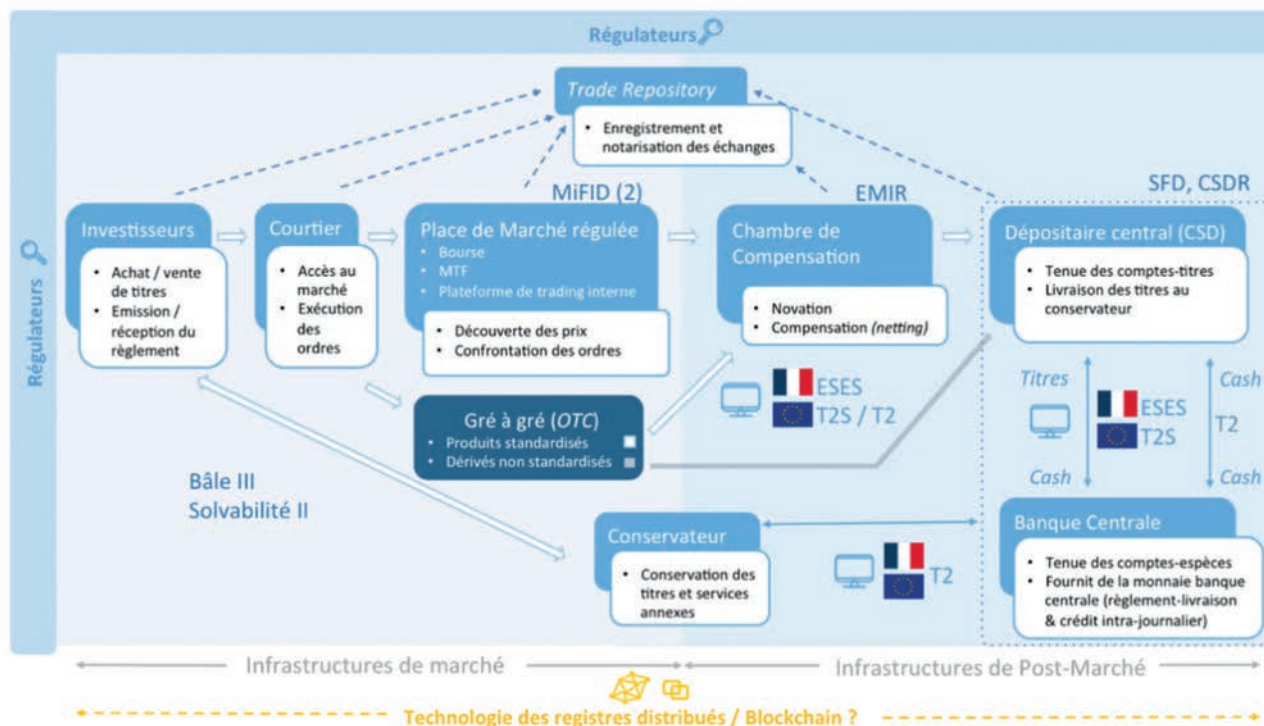 Régulateurs
Régulateurs
Trade Repository
• Enregistrement et
notarisation des échanges
MiFID (2)
EMIR
SFD, CSDR
Investisseurs
• Achat / vente
de titres
• Emission /
réception du
règlement
Courtier
• Accès au
marché
• Exécution
des
ordres
Place de Marché régulée
• Bourse
• MTF
• Plateforme de trading interne
• Découverte des prix
• Confrontation des ordres
Chambre de
Compensation
• Novation
• Compensation (netting)
Dépositaire central (CSD)
• Tenue des comptes-titres
• Livraison des titres au
conservateur
Gré à gré (OTC)
• Produits standardisés
• Dérivés non standardisés
ESES
T2S / T2
Titres
ESES
T2S
Cash
Cash
T2
Cash
Bâle III
Solvabilité II
Conservateur
• Conservation des
titres et services
annexes
T2
Banque Centrale
• Tenue des comptes-espèces
• Fournit de la monnaie banque
centrale (règlement-livraison
& crédit intra-journalier)
Infrastructures de marché
Infrastructures de Post-Marché
Technologie des registres distribués / Blockchain ?